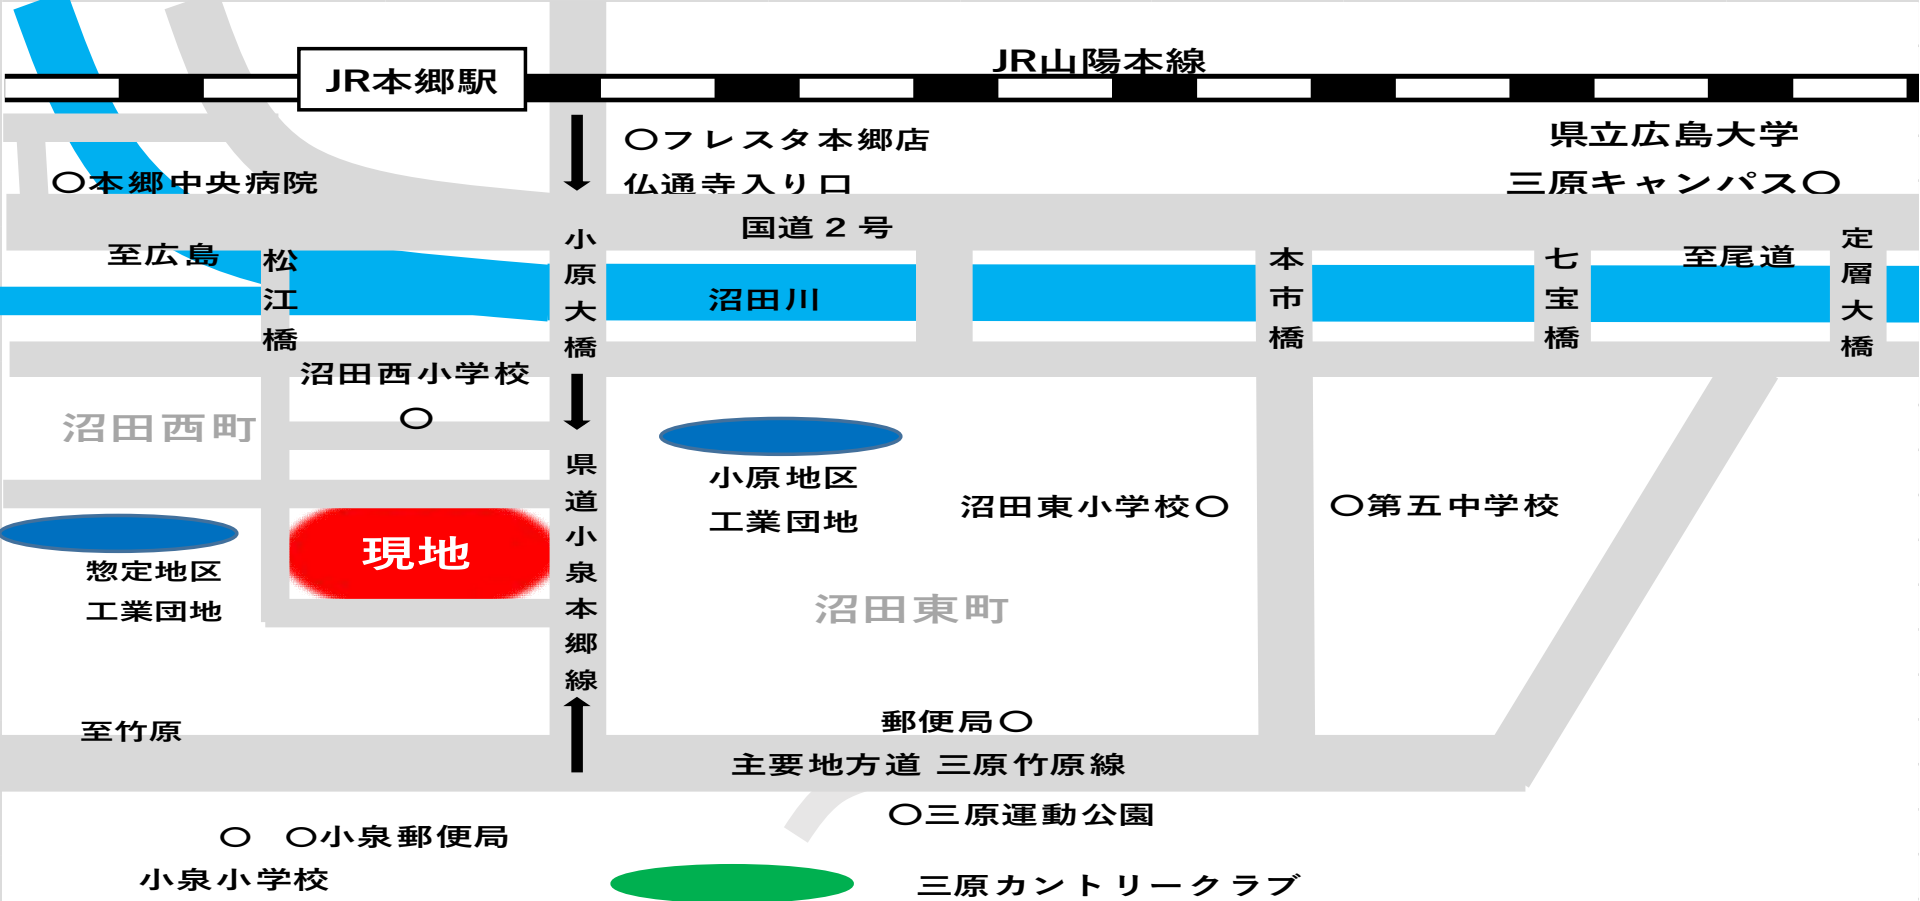 JR山陽本線
JR本郷駅
○フレスタ本郷店
仏通寺入り口
県立広島大学
三原キャンパス○
○本郷中央病院
国道2号
至広島
至尾道
松江橋
小原大橋
沼田川
本市橋
七宝橋
定層大橋
沼田西小学校
○
沼田西町
県道小泉本郷線
小原地区
工業団地
沼田東小学校○
○第五中学校
現地
惣定地区
工業団地
沼田東町
郵便局○
至竹原
主要地方道 三原竹原線
○三原運動公園
○ ○小泉郵便局
小泉小学校
三原カントリークラブ